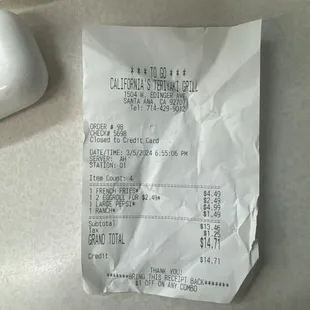 *** TO GO ***
CALIFORNIA'S TERIYAKI GRILL
1504 W. EDINGER AVE
SANTA ANA, CA 92707
Tel: 714-429-9012
ORDER # 98
CHECK# 5698
Closed to Credit Card
DATE/TIME: 3/5/2024 6:55:06 PM
SERVER: AH
STATION: 01
Item Count: 4
1 FRENCH FRIES* $4.49
2 EGGROLL FOR $2.49* $2.49
1 LARGE PEPSI* $4.99
1 RANCH* $1.49
Subtotal $13.46
Tax $1.25
GRAND TOTAL $14.71
Credit $14.71
THANK YOU!
*******BRING THIS RECEIPT BACK*******
$1 OFF ON ANY COMBO